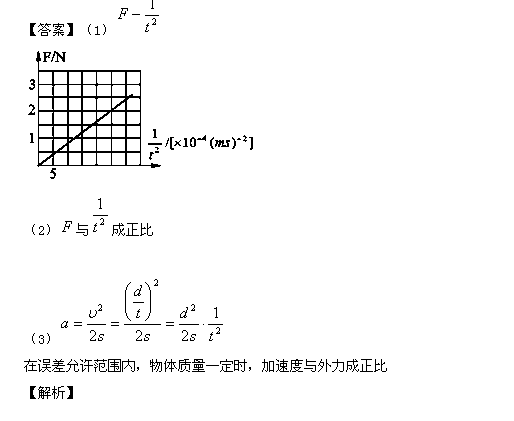 【答案】（1） F－1/t²
F/N
3
2
1
5
1/t² /[×10⁻⁴(ms)⁻²]
（2） F 与 1/t² 成正比
（3） a = υ²/2s = (d/t)²/2s = d²/2s · 1/t²
在误差允许范围内，物体质量一定时，加速度与外力成正比
【解析】